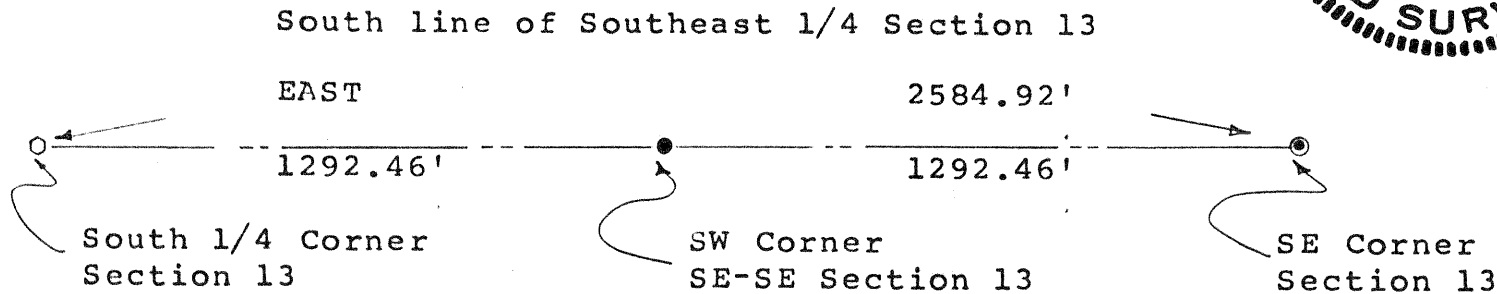 South line of Southeast 1/4 Section 13
SURV
EAST 2584.92'
1292.46' 1292.46'
South 1/4 Corner
Section 13
SW Corner
SE-SE Section 13
SE Corner
Section 13